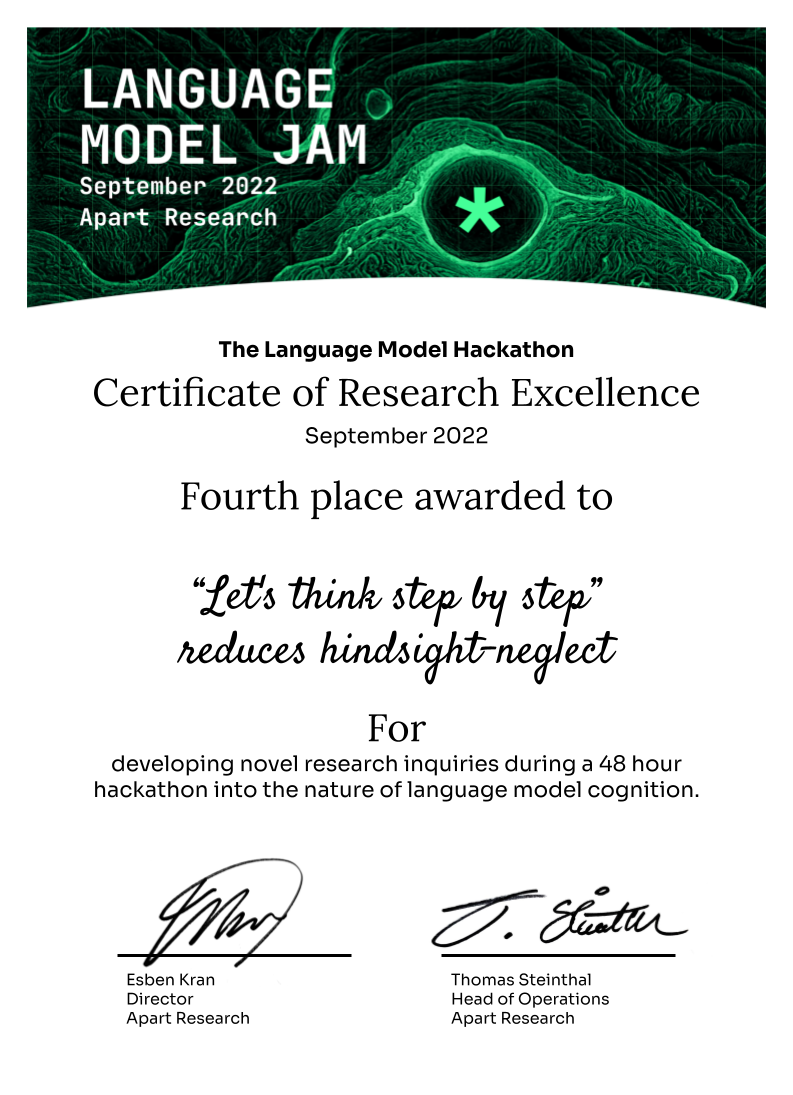 LANGUAGE
MODEL JAM
September 2022
Apart Research
The Language Model Hackathon
Certificate of Research Excellence
September 2022
Fourth place awarded to
“Let's think step by step”
reduces hindsight-neglect
For
developing novel research inquiries during a 48 hour
hackathon into the nature of language model cognition.
Esben Kran
Director
Apart Research
Thomas Steinthal
Head of Operations
Apart Research